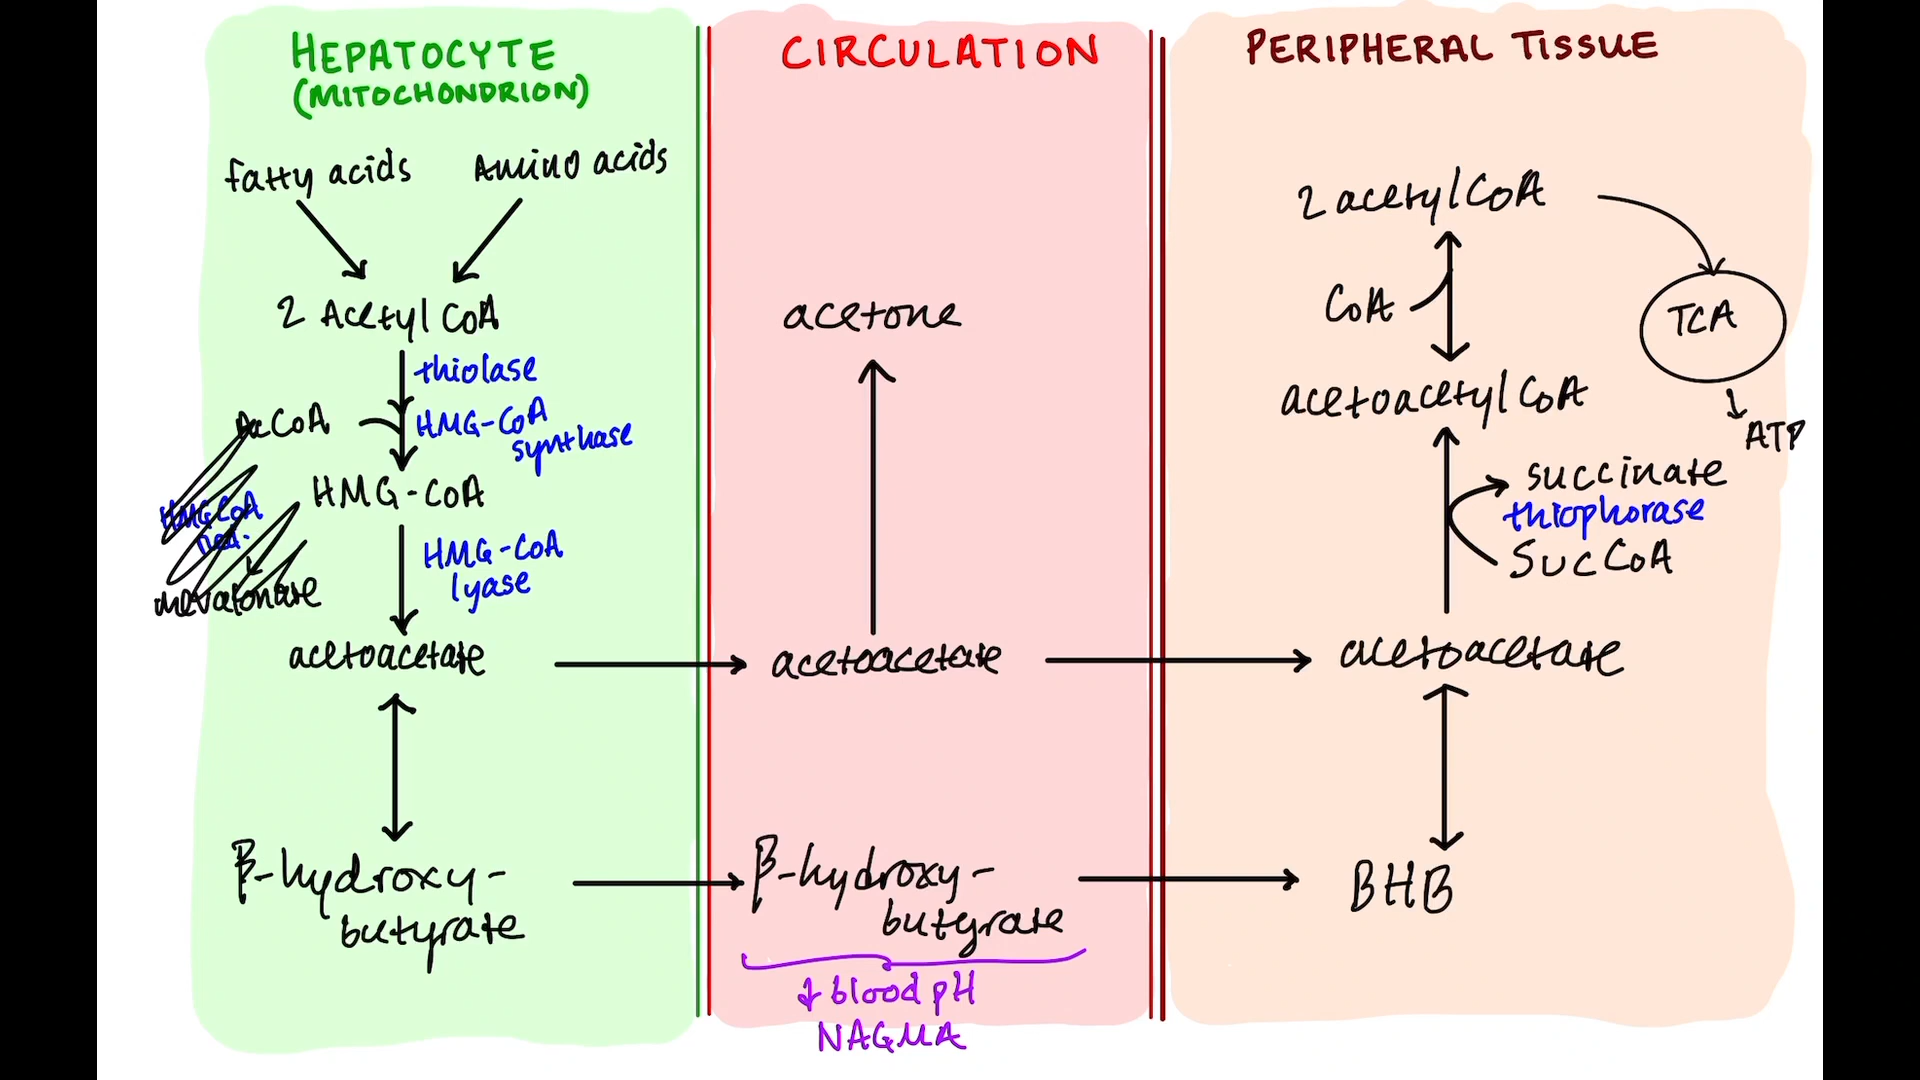 HEPATOCYTE
(MITOCHONDRION)
fatty acids
Amino acids
2 Acetyl CoA
thiolase
AcCoA
HMG-CoA
synthase
HMG-CoA
HMGCoA
red.
mevalonate
HMG-CoA
lyase
acetoacetate
β-hydroxy-
butyrate
CIRCULATION
acetone
acetoacetate
β-hydroxy-
butyrate
↓ blood pH
NAGMA
PERIPHERAL TISSUE
2 acetyl CoA
CoA
TCA
ATP
acetoacetyl CoA
succinate
thiophorase
SUCCOA
acetoacetate
BHB